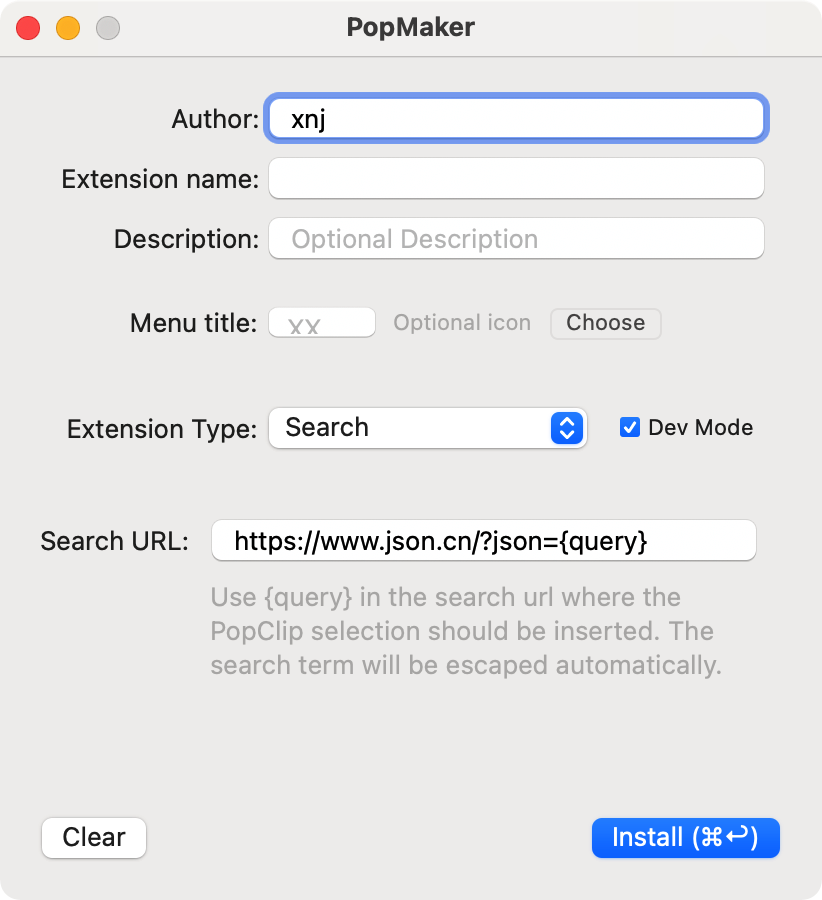 PopMaker
Author: xnj
Extension name:
Description: Optional Description
Menu title: xx Optional icon Choose
Extension Type: Search Dev Mode
Search URL: https://www.json.cn/?json={query}
Use {query} in the search url where the
PopClip selection should be inserted. The
search term will be escaped automatically.
Clear Install (⌘↩)